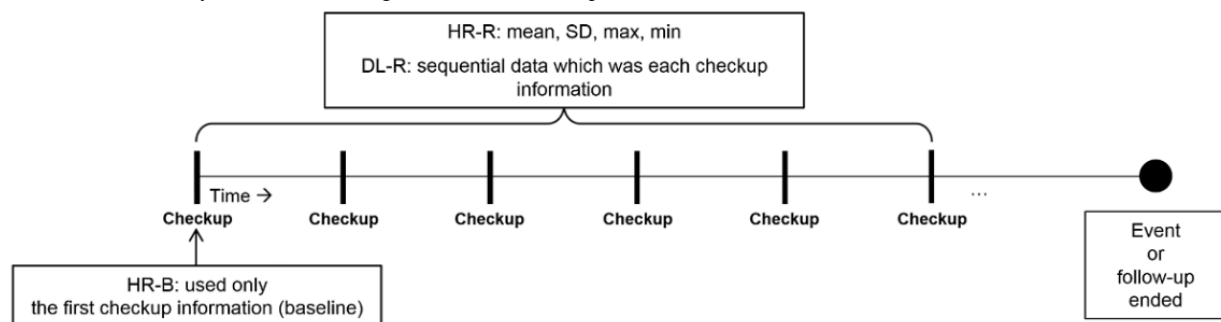 HR-R: mean, SD, max, min
DL-R: sequential data which was each checkup
information
Time →
Checkup
Checkup
Checkup
Checkup
Checkup
Checkup
...
HR-B: used only
the first checkup information (baseline)
Event
or
follow-up
ended